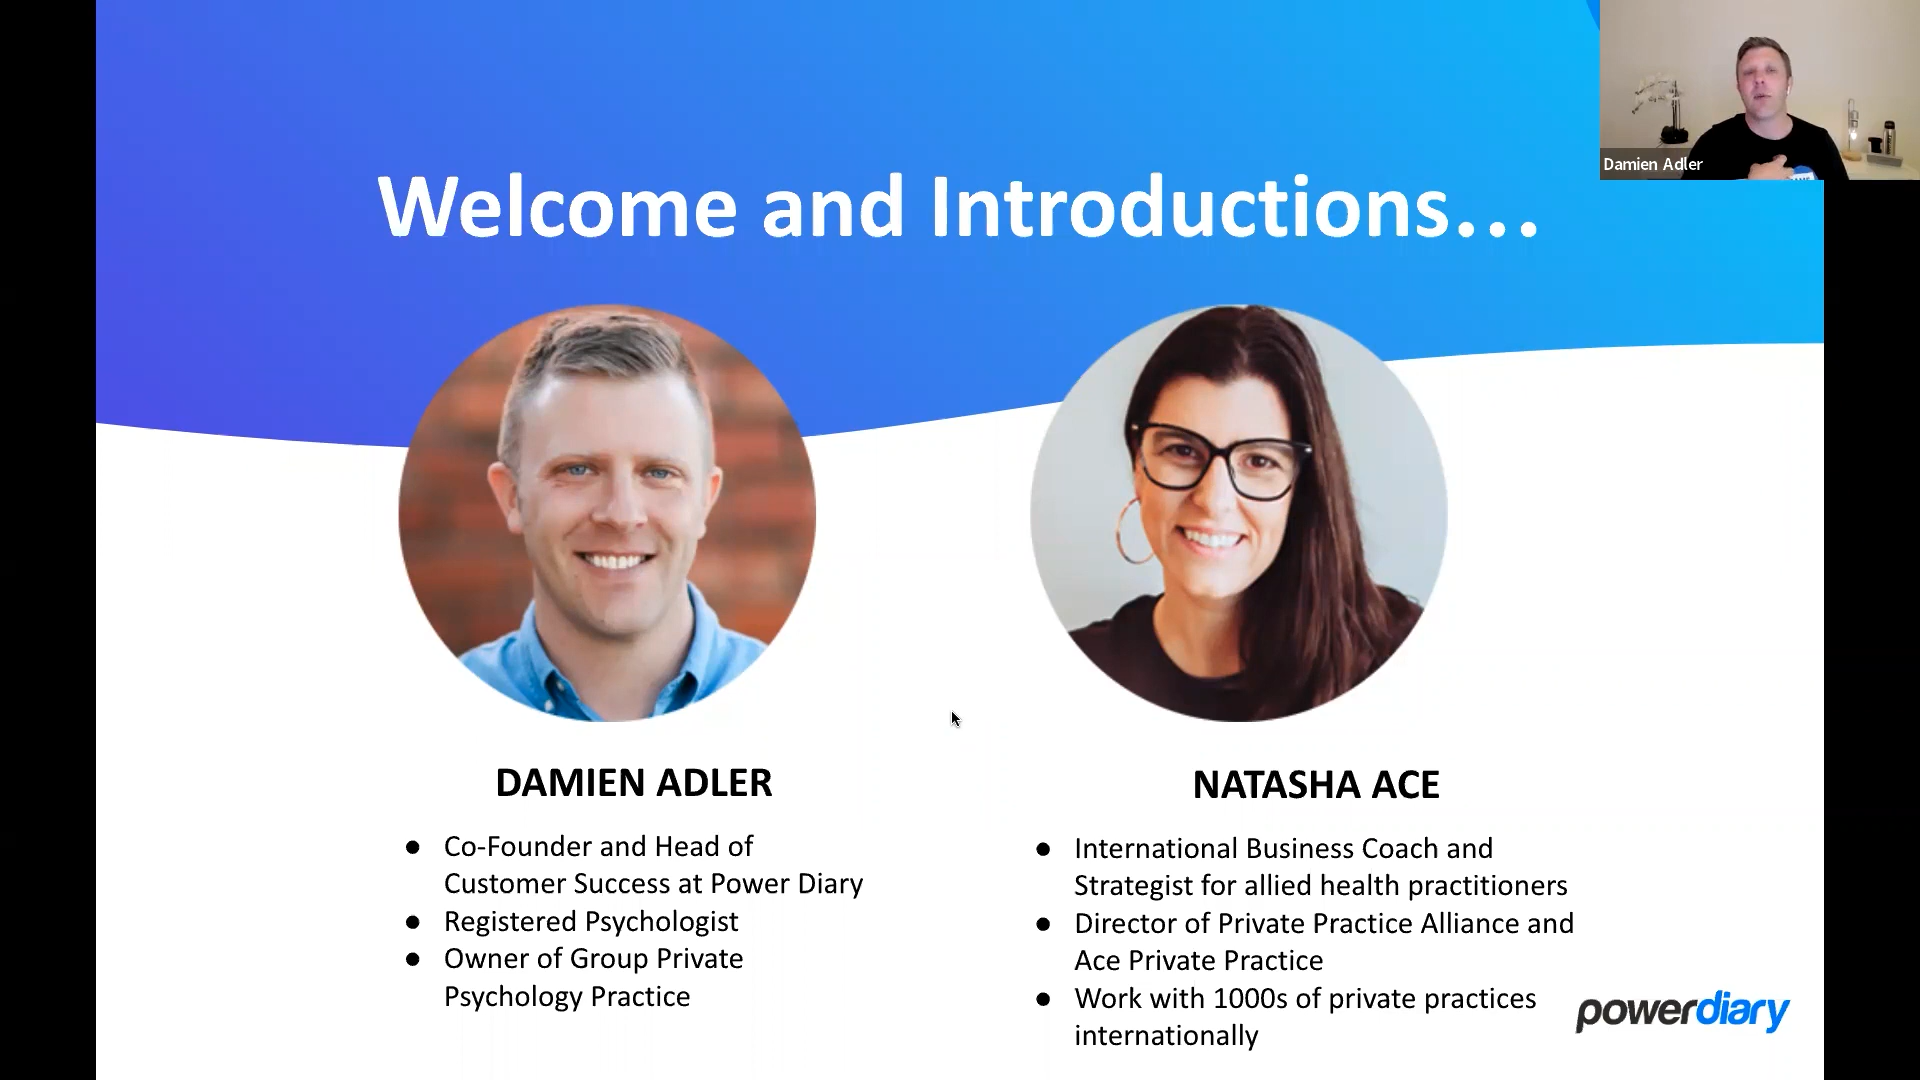 Welcome and Introductions...
Damien Adler
DAMIEN ADLER
● Co-Founder and Head of
Customer Success at Power Diary
● Registered Psychologist
● Owner of Group Private
Psychology Practice
NATASHA ACE
● International Business Coach and
Strategist for allied health practitioners
● Director of Private Practice Alliance and
Ace Private Practice
● Work with 1000s of private practices
internationally
powerdiary